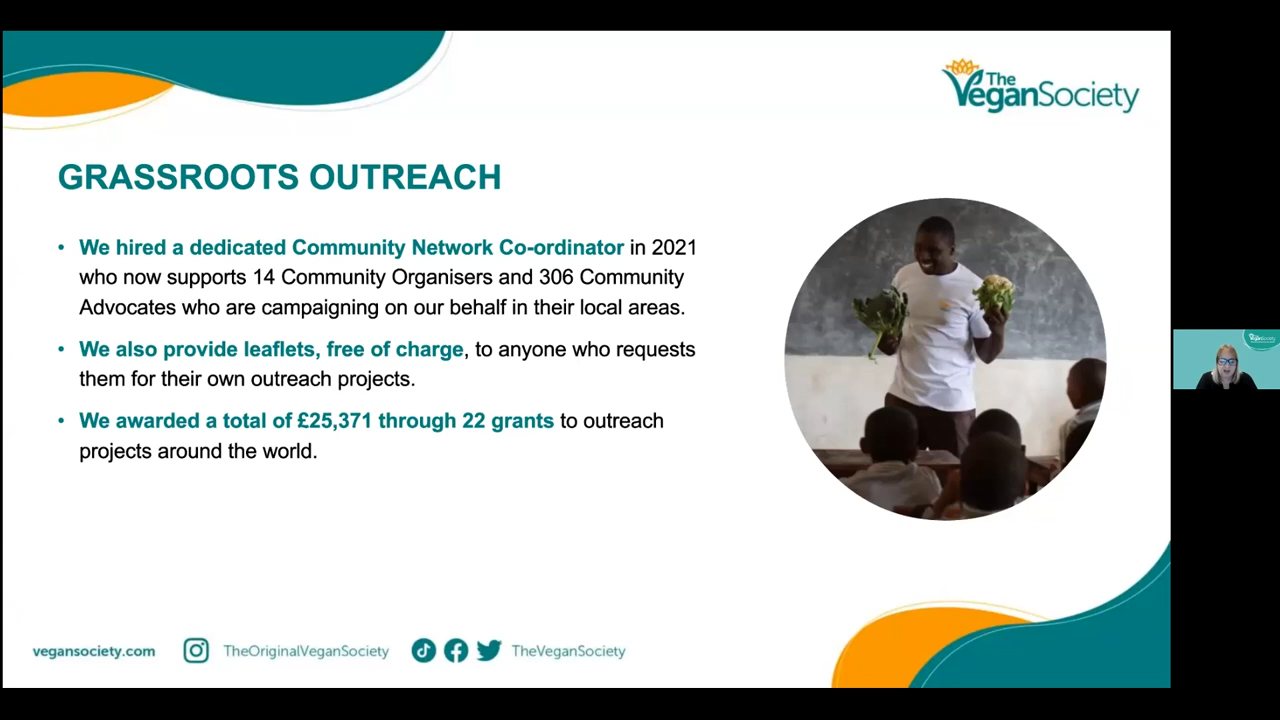 The
VeganSociety
GRASSROOTS OUTREACH
• We hired a dedicated Community Network Co-ordinator in 2021
who now supports 14 Community Organisers and 306 Community
Advocates who are campaigning on our behalf in their local areas.
• We also provide leaflets, free of charge, to anyone who requests
them for their own outreach projects.
• We awarded a total of £25,371 through 22 grants to outreach
projects around the world.
VeganSociety
vegansociety.com TheOriginalVeganSociety TheVeganSociety